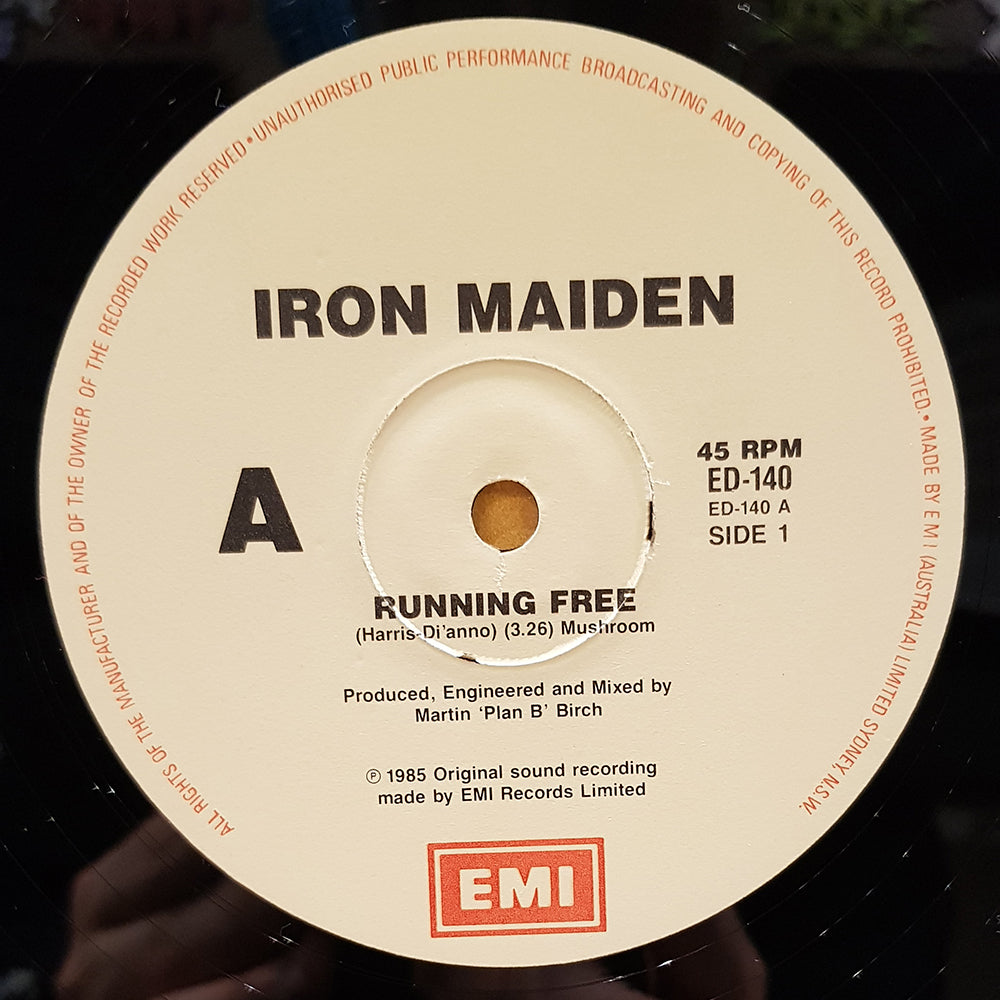 ALL RIGHTS OF THE MANUFACTURER AND OF THE OWNER OF THE RECORDED WORK RESERVED • UNAUTHORISED PUBLIC PERFORMANCE BROADCASTING AND COPYING OF THIS RECORD PROHIBITED. • MADE BY E M I (AUSTRALIA) LIMITED SYDNEY, N.S.W.
IRON MAIDEN
A
45 RPM
ED-140
ED-140 A
SIDE 1
RUNNING FREE
(Harris-Di'anno) (3.26) Mushroom
Produced, Engineered and Mixed by
Martin 'Plan B' Birch
℗ 1985 Original sound recording
made by EMI Records Limited
EMI